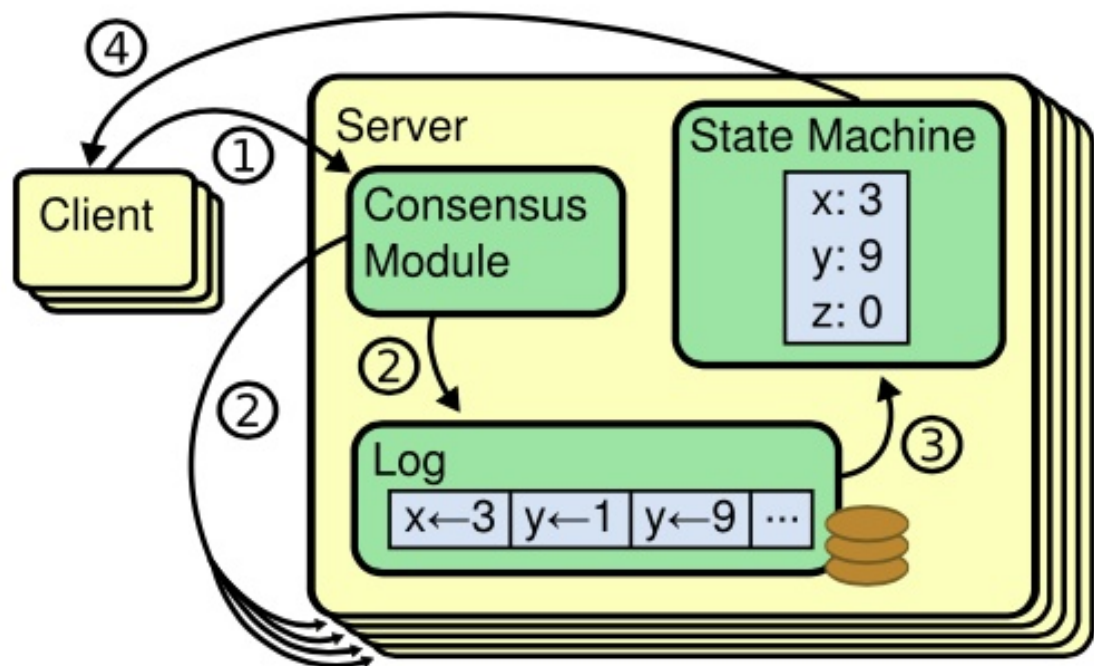 ④
①
Server
State Machine
Client
Consensus
Module
x: 3
y: 9
z: 0
②
②
③
Log
x←3 y←1 y←9 ...